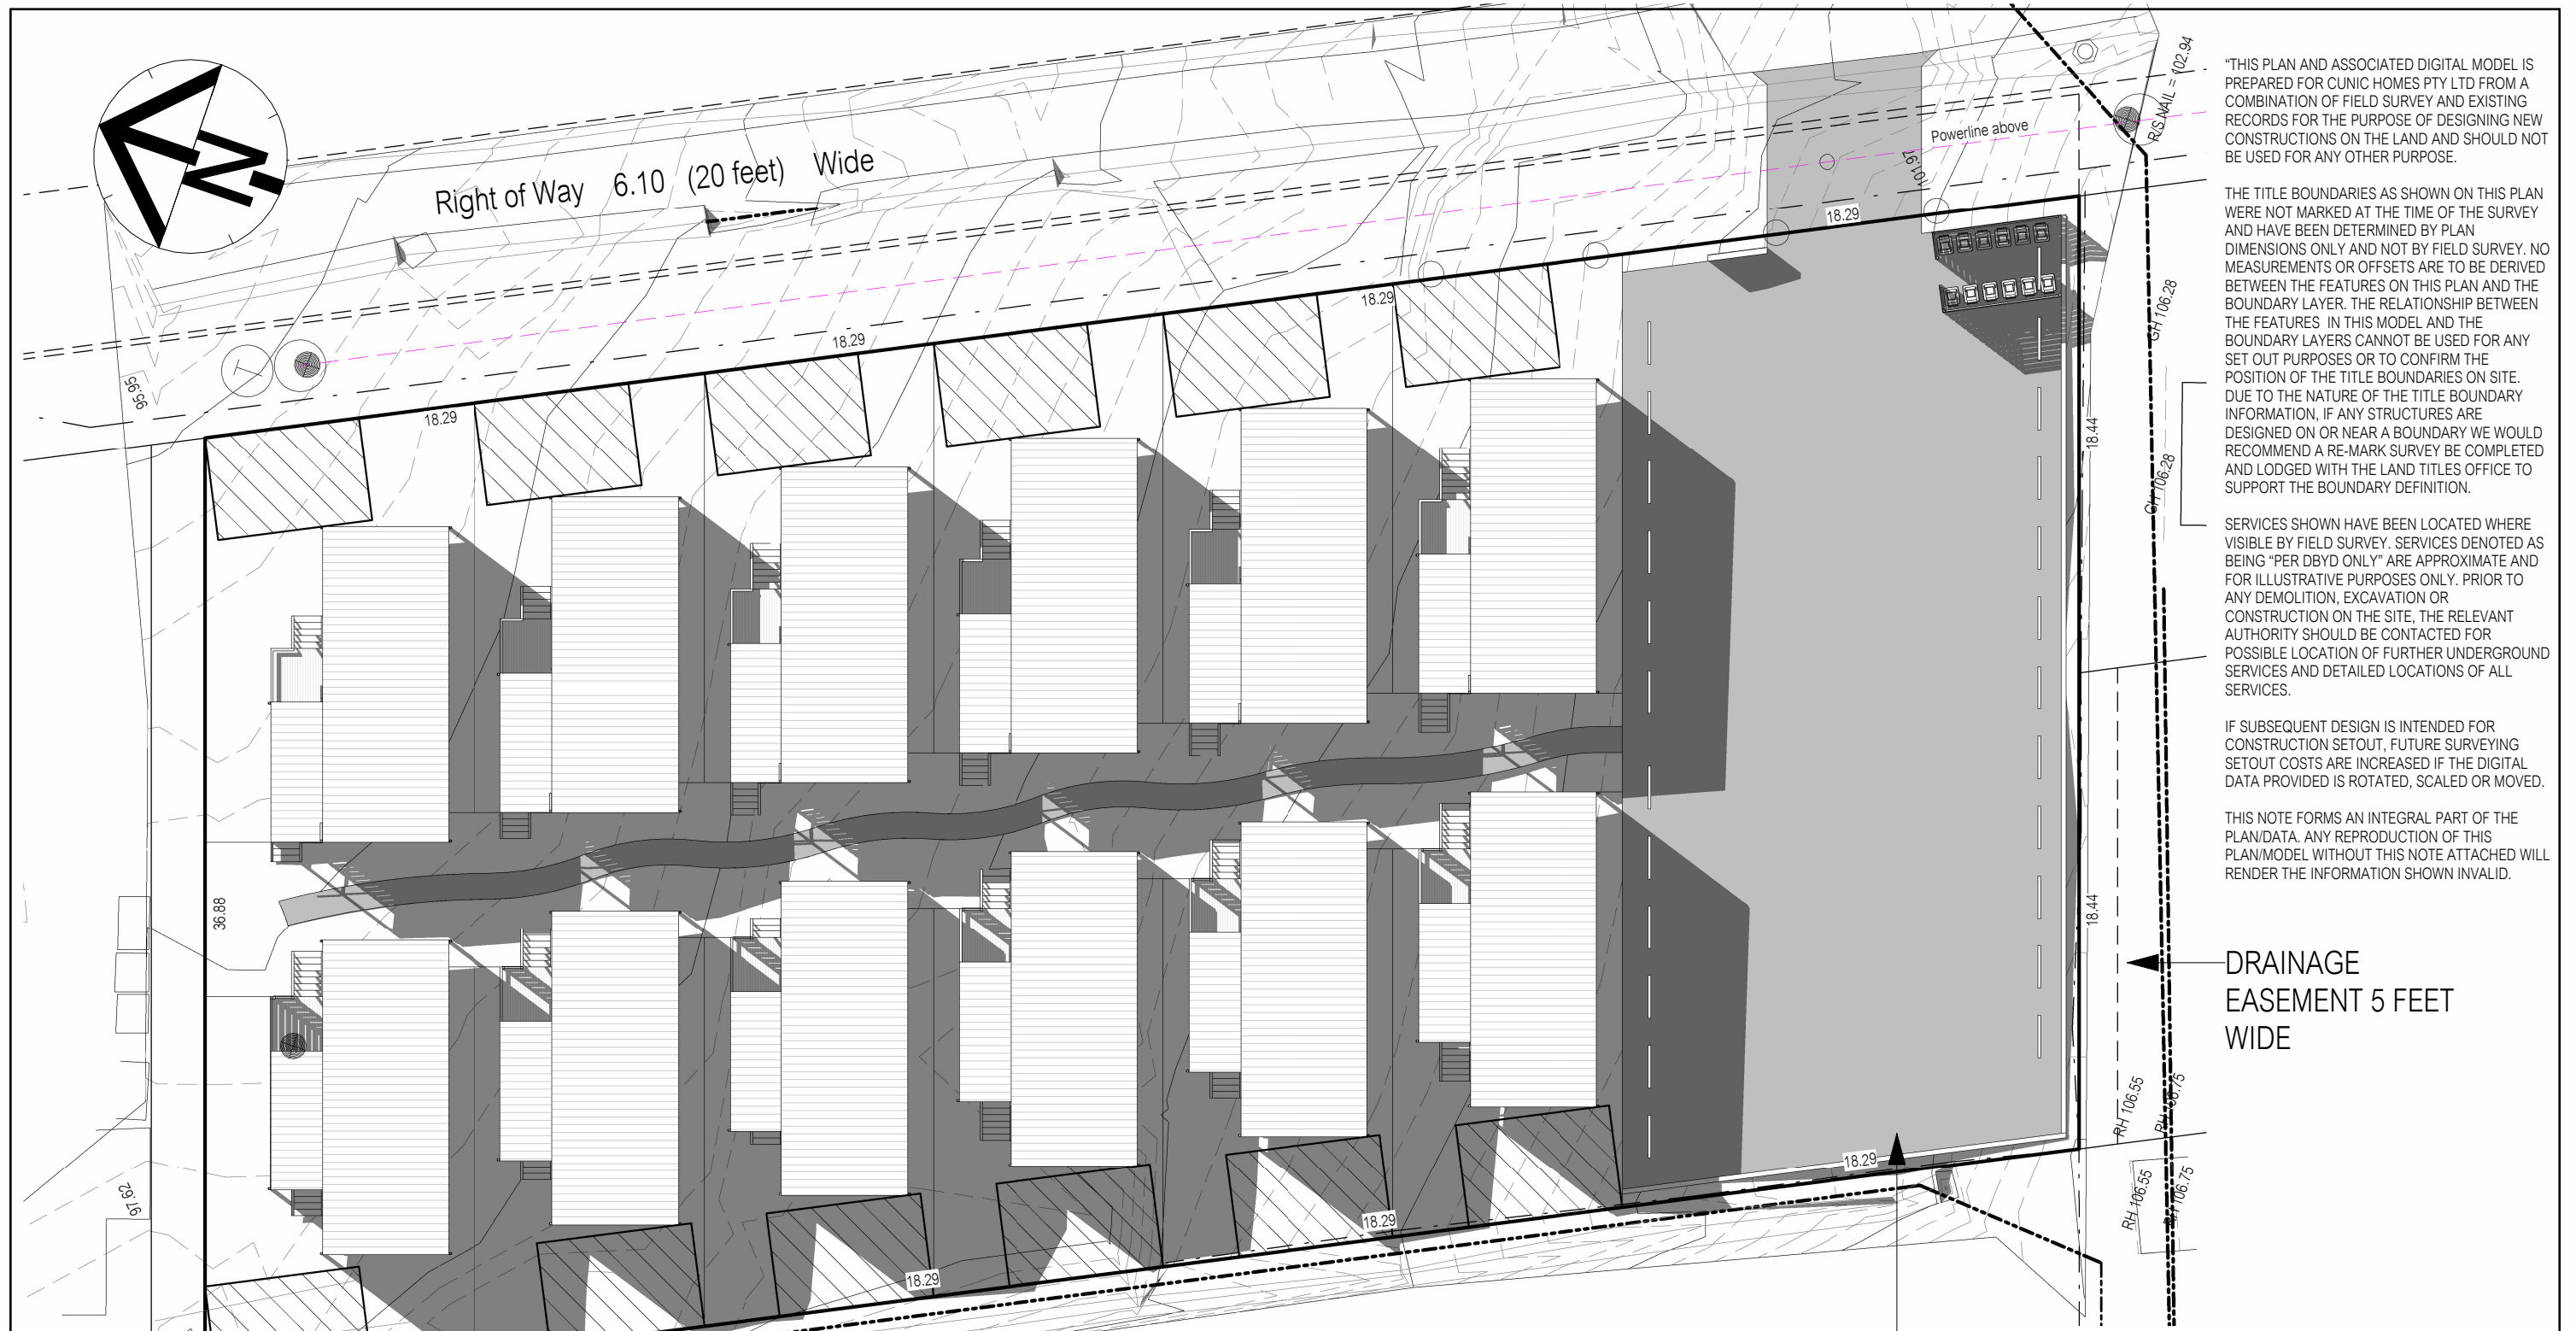 "THIS PLAN AND ASSOCIATED DIGITAL MODEL IS
PREPARED FOR CUNIC HOMES PTY LTD FROM A
COMBINATION OF FIELD SURVEY AND EXISTING
RECORDS FOR THE PURPOSE OF DESIGNING NEW
CONSTRUCTIONS ON THE LAND AND SHOULD NOT
BE USED FOR ANY OTHER PURPOSE.
THE TITLE BOUNDARIES AS SHOWN ON THIS PLAN
WERE NOT MARKED AT THE TIME OF THE SURVEY
AND HAVE BEEN DETERMINED BY PLAN
DIMENSIONS ONLY AND NOT BY FIELD SURVEY. NO
MEASUREMENTS OR OFFSETS ARE TO BE DERIVED
BETWEEN THE FEATURES ON THIS PLAN AND THE
BOUNDARY LAYER. THE RELATIONSHIP BETWEEN
THE FEATURES IN THIS MODEL AND THE
BOUNDARY LAYERS CANNOT BE USED FOR ANY
SET OUT PURPOSES OR TO CONFIRM THE
POSITION OF THE TITLE BOUNDARIES ON SITE.
DUE TO THE NATURE OF THE TITLE BOUNDARY
INFORMATION, IF ANY STRUCTURES ARE
DESIGNED ON OR NEAR A BOUNDARY WE WOULD
RECOMMEND A RE-MARK SURVEY BE COMPLETED
AND LODGED WITH THE LAND TITLES OFFICE TO
SUPPORT THE BOUNDARY DEFINITION.
SERVICES SHOWN HAVE BEEN LOCATED WHERE
VISIBLE BY FIELD SURVEY. SERVICES DENOTED AS
BEING "PER DBYD ONLY" ARE APPROXIMATE AND
FOR ILLUSTRATIVE PURPOSES ONLY. PRIOR TO
ANY DEMOLITION, EXCAVATION OR
CONSTRUCTION ON THE SITE, THE RELEVANT
AUTHORITY SHOULD BE CONTACTED FOR
POSSIBLE LOCATION OF FURTHER UNDERGROUND
SERVICES AND DETAILED LOCATIONS OF ALL
SERVICES.
IF SUBSEQUENT DESIGN IS INTENDED FOR
CONSTRUCTION SETOUT, FUTURE SURVEYING
SETOUT COSTS ARE INCREASED IF THE DIGITAL
DATA PROVIDED IS ROTATED, SCALED OR MOVED.
THIS NOTE FORMS AN INTEGRAL PART OF THE
PLAN/DATA. ANY REPRODUCTION OF THIS
PLAN/MODEL WITHOUT THIS NOTE ATTACHED WILL
RENDER THE INFORMATION SHOWN INVALID.
DRAINAGE
EASEMENT 5 FEET
WIDE
N
Right of Way 6.10 (20 feet) Wide
Powerline above
R/S NAIL = 102.94
101.97
18.29
18.29
18.29
18.29
95.95
GH 106.28
GH 106.28
18.44
18.44
36.88
97.62
RH 106.55
RH 106.75
RH 106.55
RH 106.75
18.29
18.29
18.29